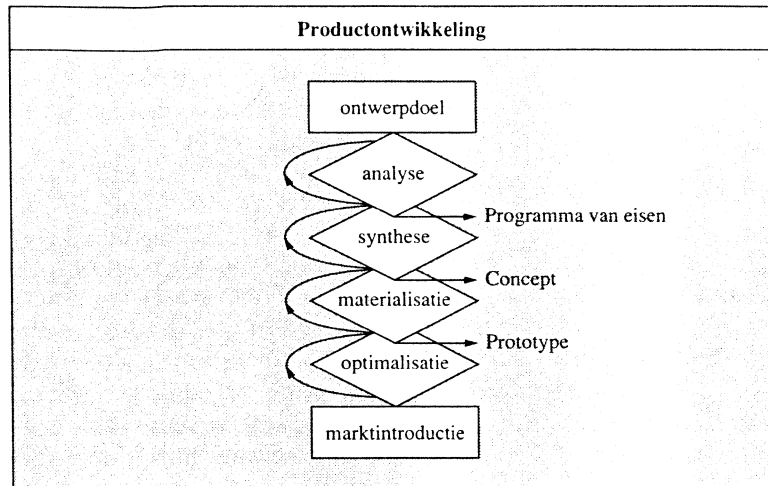 Productontwikkeling
ontwerpdoel
analyse
Programma van eisen
synthese
Concept
materialisatie
Prototype
optimalisatie
marktintroductie